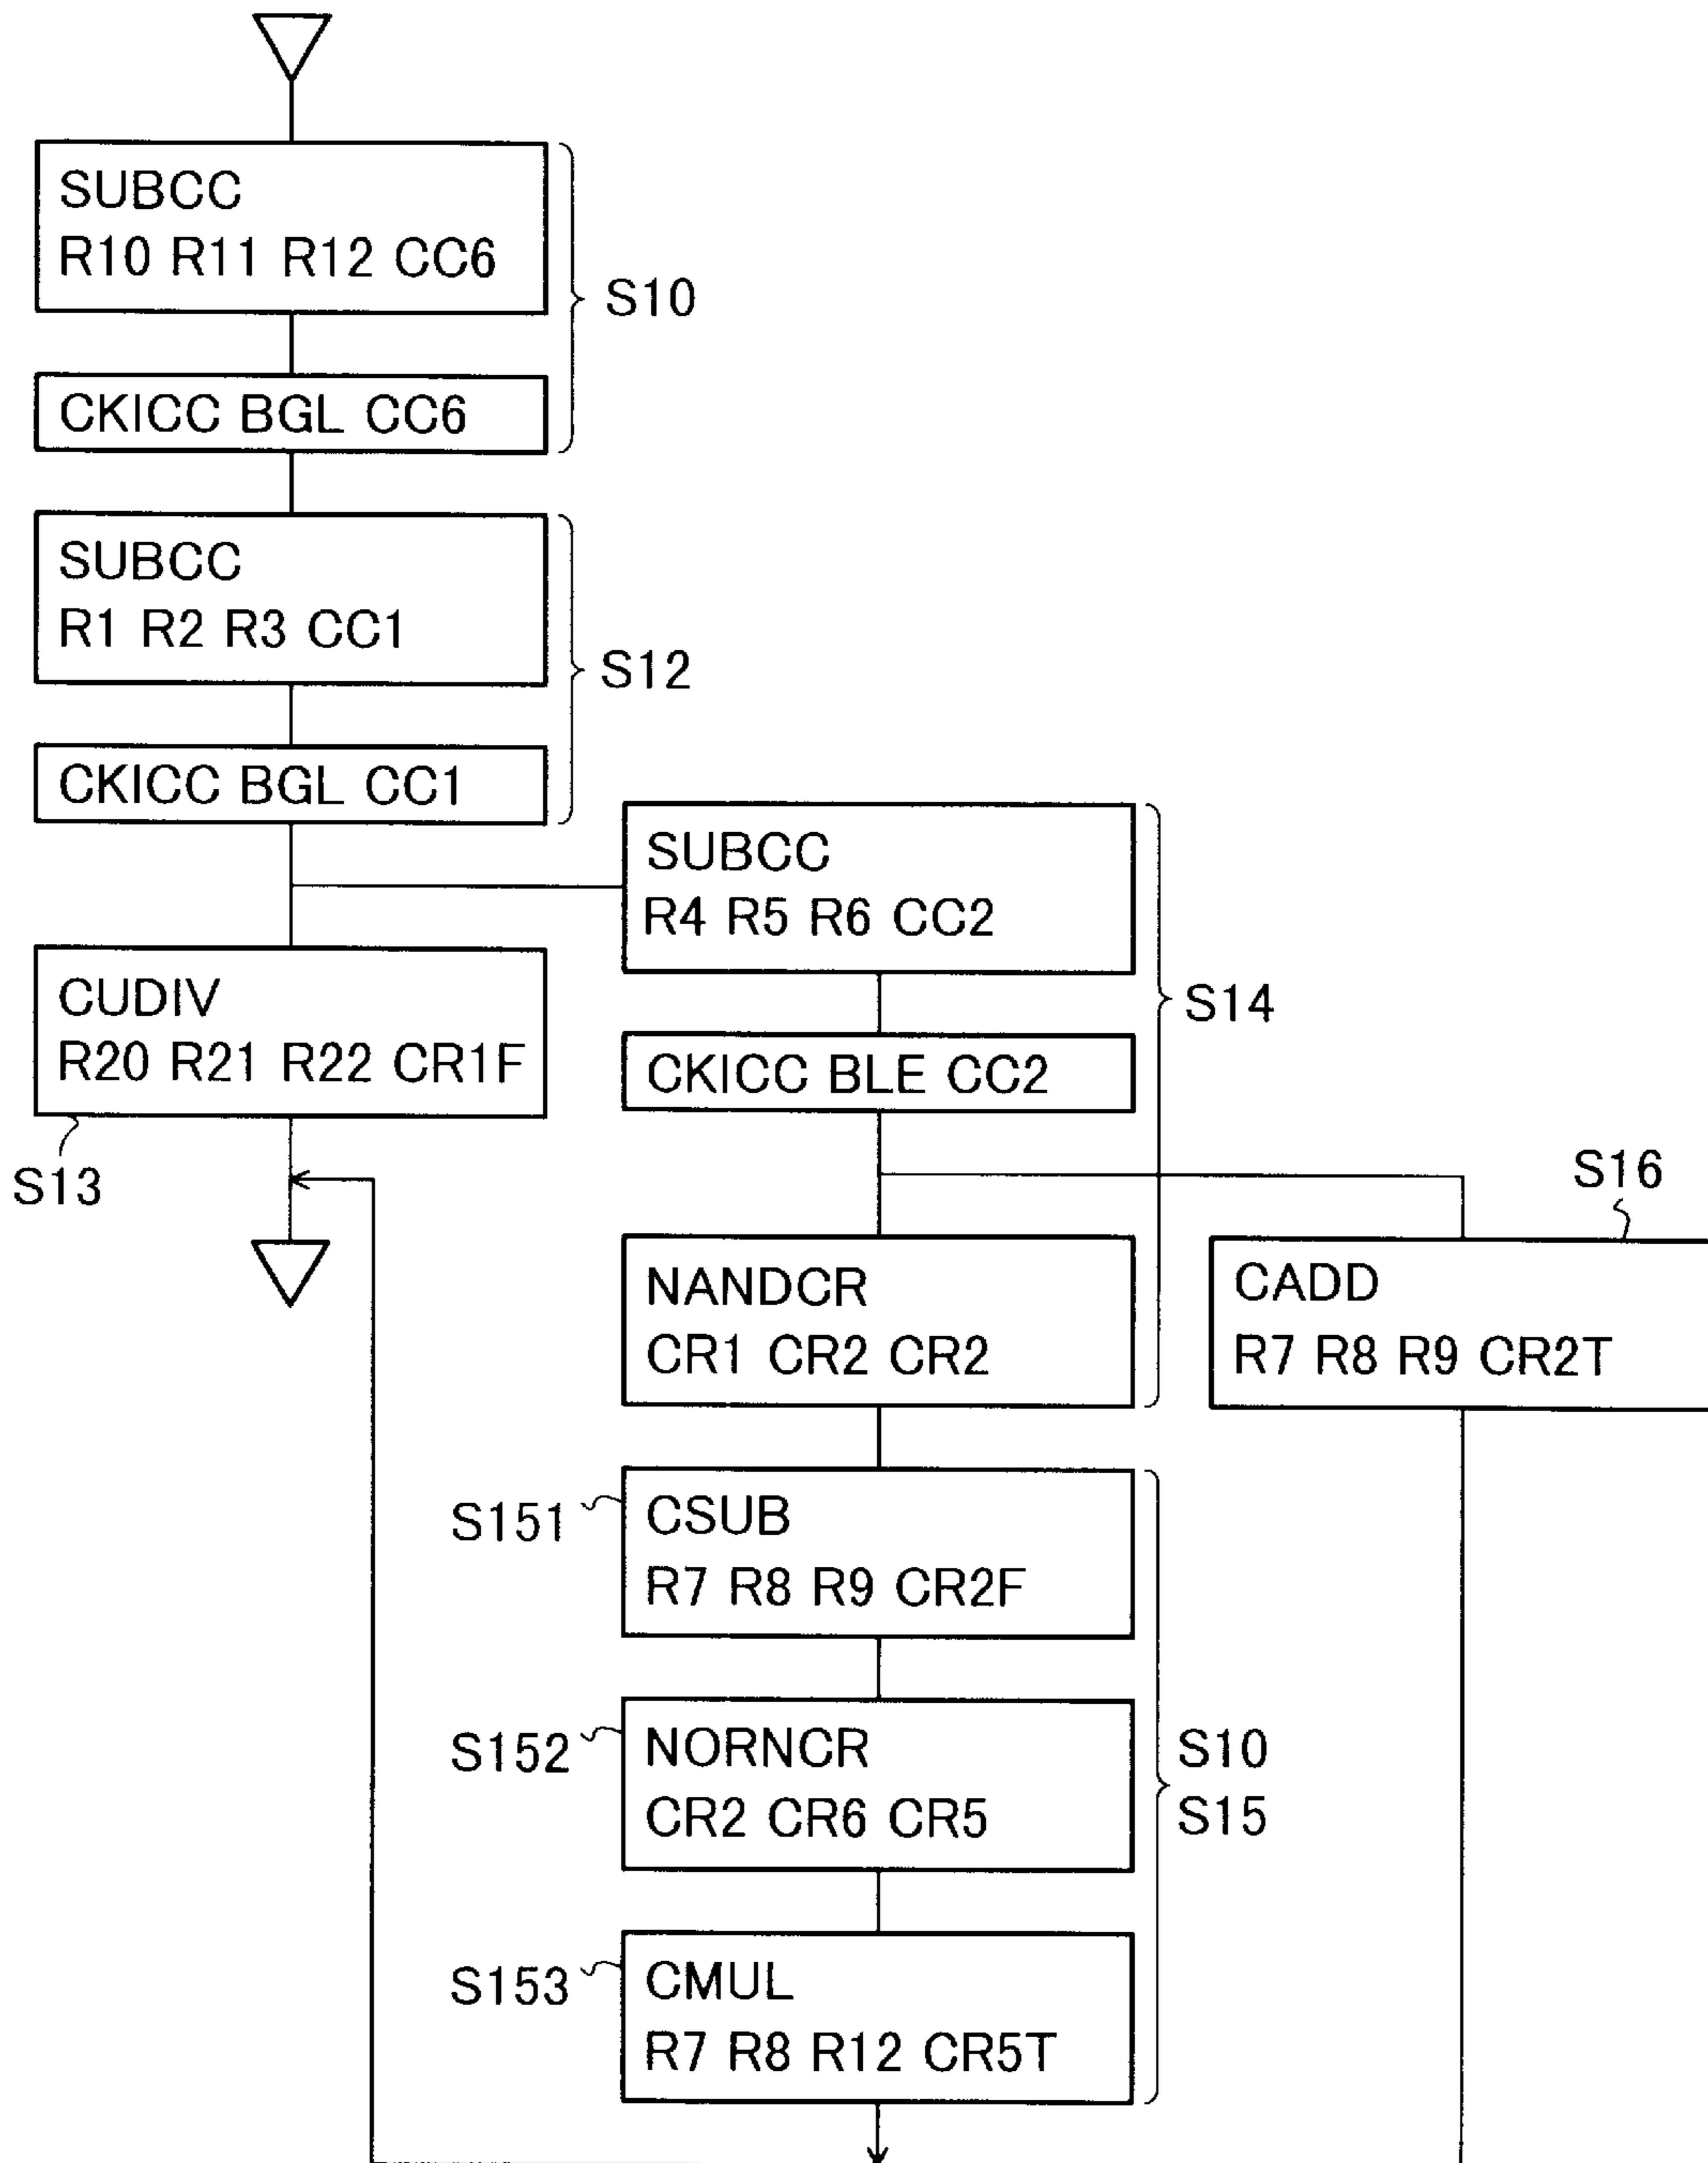 SUBCC
R10 R11 R12 CC6
S10
CKICC BGL CC6
SUBCC
R1 R2 R3 CC1
S12
CKICC BGL CC1
SUBCC
R4 R5 R6 CC2
S14
CUDIV
R20 R21 R22 CR1F
S13
CKICC BLE CC2
S16
NANDCR
CR1 CR2 CR2
CADD
R7 R8 R9 CR2T
S151
CSUB
R7 R8 R9 CR2F
S152
NORNCR
CR2 CR6 CR5
S10
S15
S153
CMUL
R7 R8 R12 CR5T